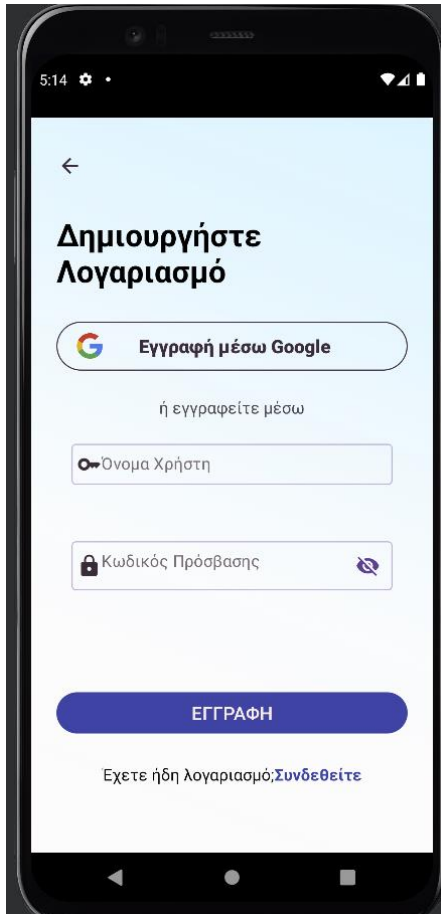 5:14
Δημιουργήστε
Λογαριασμό
Εγγραφή μέσω Google
ή εγγραφείτε μέσω
Όνομα Χρήστη
Κωδικός Πρόσβασης
ΕΓΓΡΑΦΗ
Έχετε ήδη λογαριασμό;Συνδεθείτε